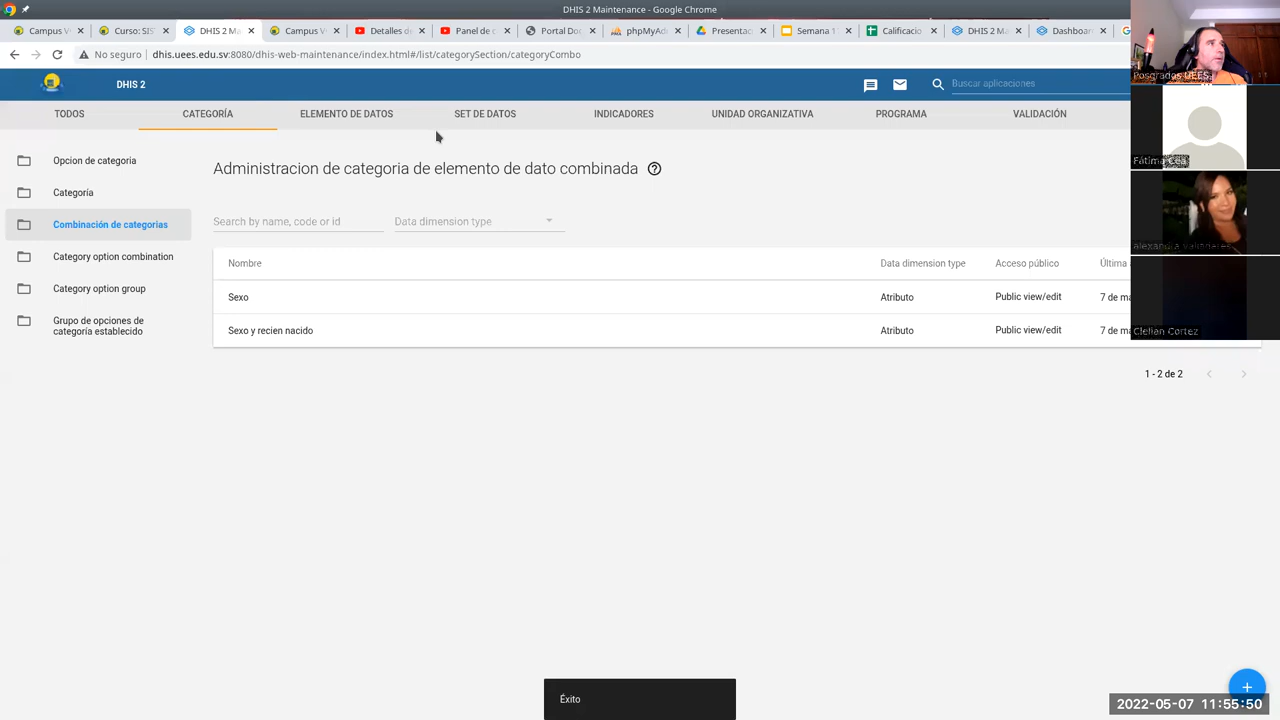 DHIS 2 Maintenance - Google Chrome
Campus V
Curso: SIS
DHIS 2 M
Campus V
Detalles d
Panel de c
Portal Doc
phpMyAd
Presentac
Semana 1
Calificacio
DHIS 2 M
Dashboar
No seguro
dhis.uees.edu.sv:8080/dhis-web-maintenance/index.html#/list/categorySection/categoryCombo
DHIS 2
Buscar aplicaciones
TODOS
CATEGORÍA
ELEMENTO DE DATOS
SET DE DATOS
INDICADORES
UNIDAD ORGANIZATIVA
PROGRAMA
VALIDACIÓN
Opcion de categoria
Categoría
Combinación de categorias
Category option combination
Category option group
Grupo de opciones de
categoría establecido
Administracion de categoria de elemento de dato combinada
Search by name, code or id
Data dimension type
Nombre
Data dimension type
Acceso público
Última
Sexo
Atributo
Public view/edit
7 de ma
Sexo y recien nacido
Atributo
Public view/edit
7 de ma
1 - 2 de 2
Éxito
Posgrados UEES
Fátima Cea
Clelian Cortez
2022-05-07 11:55:50